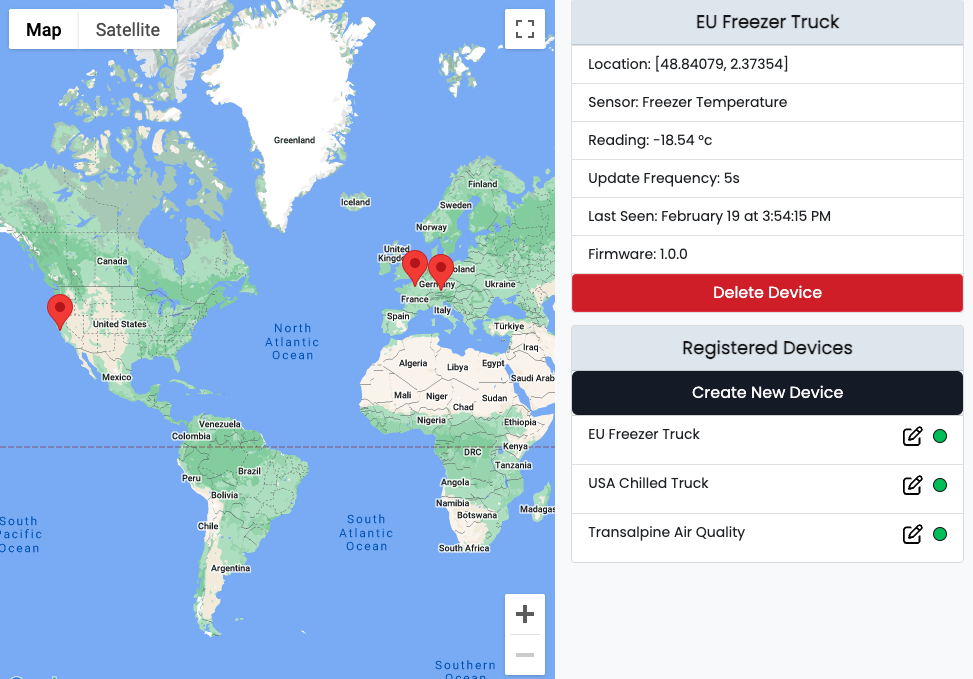 Map
Satellite
Greenland
Iceland
Finland
Sweden
Norway
United
Kingdom
Canada
oland
Germany
Ukraine
France
Italy
Spain
United States
North
Atlantic
Ocean
Türkiye
Iraq
Algeria
Libya
Egypt
Saudi Arab
Mexico
Mali
Niger
Chad
Sudan
Nigeria
Ethiopia
Venezuela
Colombia
DRC
Kenya
Tanzania
Brazil
Peru
Bolivia
Angola
Namibia
Botswana
Madagas
Chile
South
Pacific
Ocean
South
Atlantic
Ocean
South Africa
Argentina
Southern
Ocean
EU Freezer Truck
Location: [48.84079, 2.37354]
Sensor: Freezer Temperature
Reading: -18.54 °c
Update Frequency: 5s
Last Seen: February 19 at 3:54:15 PM
Firmware: 1.0.0
Delete Device
Registered Devices
Create New Device
EU Freezer Truck
USA Chilled Truck
Transalpine Air Quality